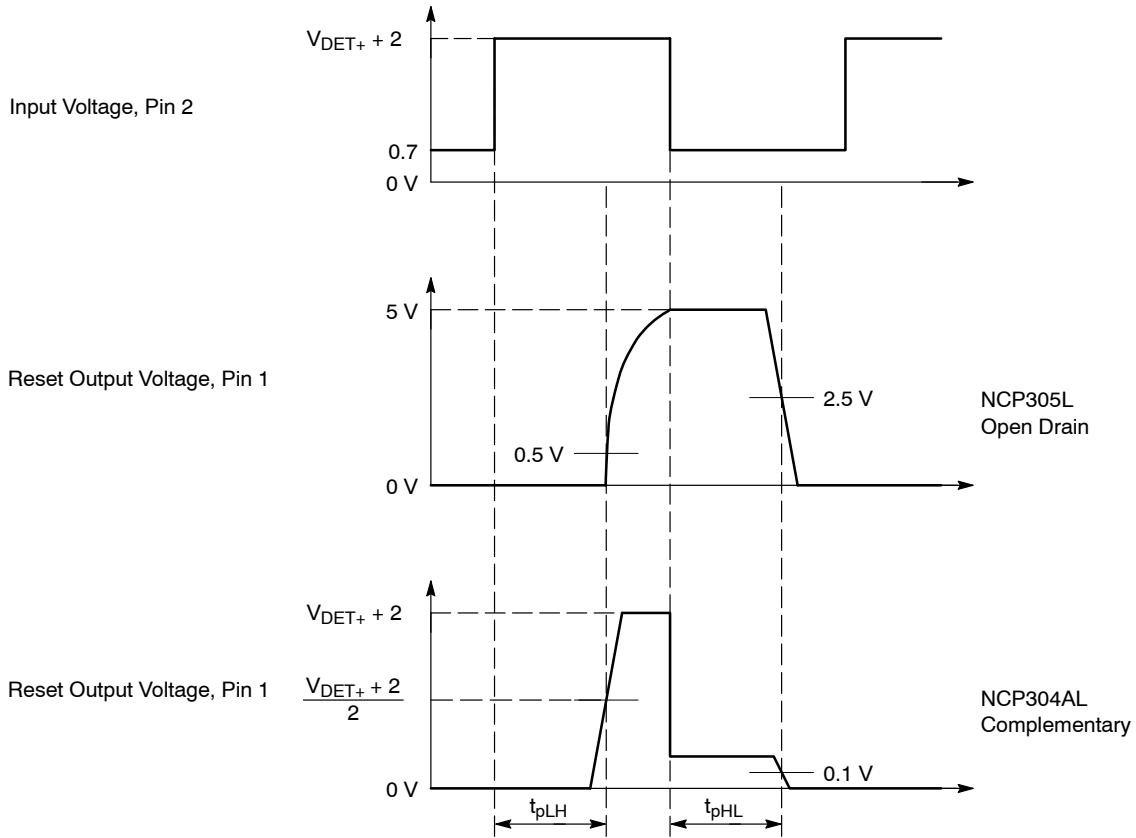 V_DET+ + 2
Input Voltage, Pin 2
0.7
0 V
5 V
Reset Output Voltage, Pin 1
2.5 V
NCP305L
Open Drain
0.5 V
0 V
V_DET+ + 2
Reset Output Voltage, Pin 1
V_DET+ + 2
2
NCP304AL
Complementary
0.1 V
0 V
t_pLH
t_pHL